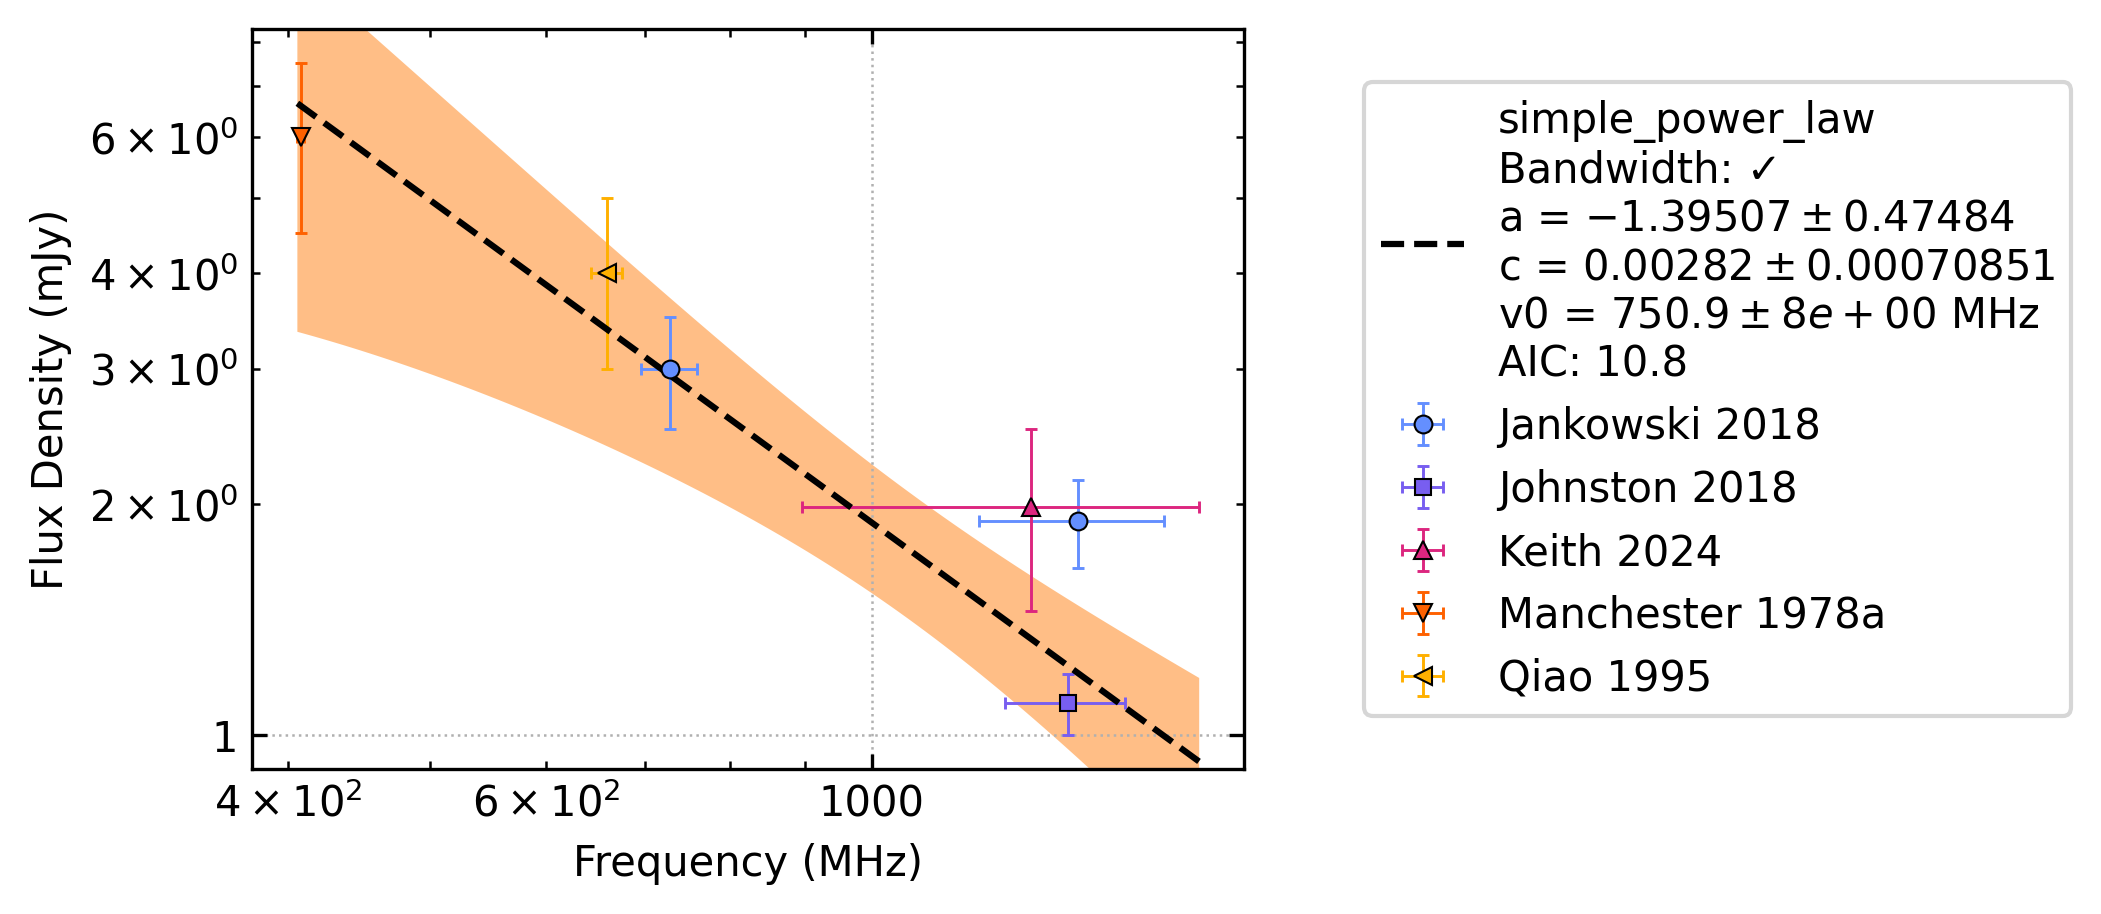 Flux Density (mJy)
6 × 10⁰
4 × 10⁰
3 × 10⁰
2 × 10⁰
1
4 × 10²
6 × 10²
1000
Frequency (MHz)
simple_power_law
Bandwidth: ✓
a = −1.39507 ± 0.47484
c = 0.00282 ± 0.00070851
v0 = 750.9 ± 8e + 00 MHz
AIC: 10.8
Jankowski 2018
Johnston 2018
Keith 2024
Manchester 1978a
Qiao 1995